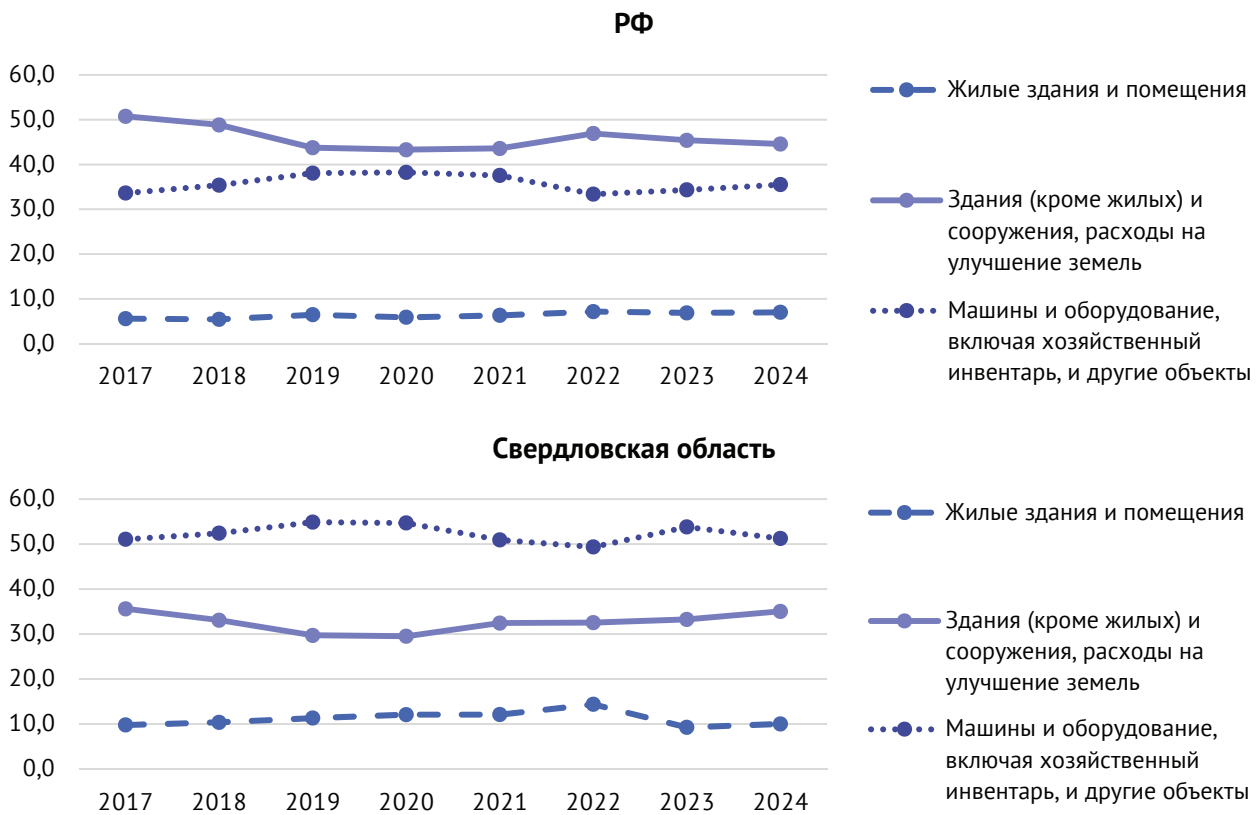 РФ
60,0
50,0
40,0
30,0
20,0
10,0
0,0
2017 2018 2019 2020 2021 2022 2023 2024
Жилые здания и помещения
Здания (кроме жилых) и
сооружения, расходы на
улучшение земель
Машины и оборудование,
включая хозяйственный
инвентарь, и другие объекты
Свердловская область
60,0
50,0
40,0
30,0
20,0
10,0
0,0
2017 2018 2019 2020 2021 2022 2023 2024
Жилые здания и помещения
Здания (кроме жилых) и
сооружения, расходы на
улучшение земель
Машины и оборудование,
включая хозяйственный
инвентарь, и другие объекты